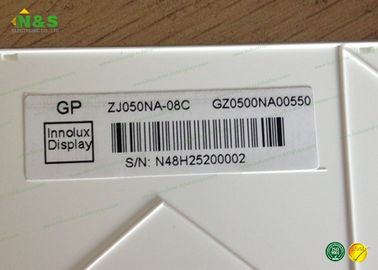 N&S
GP ZJ050NA-08C GZ0500NA00550
Innolux
Display
S/N: N48H25200002